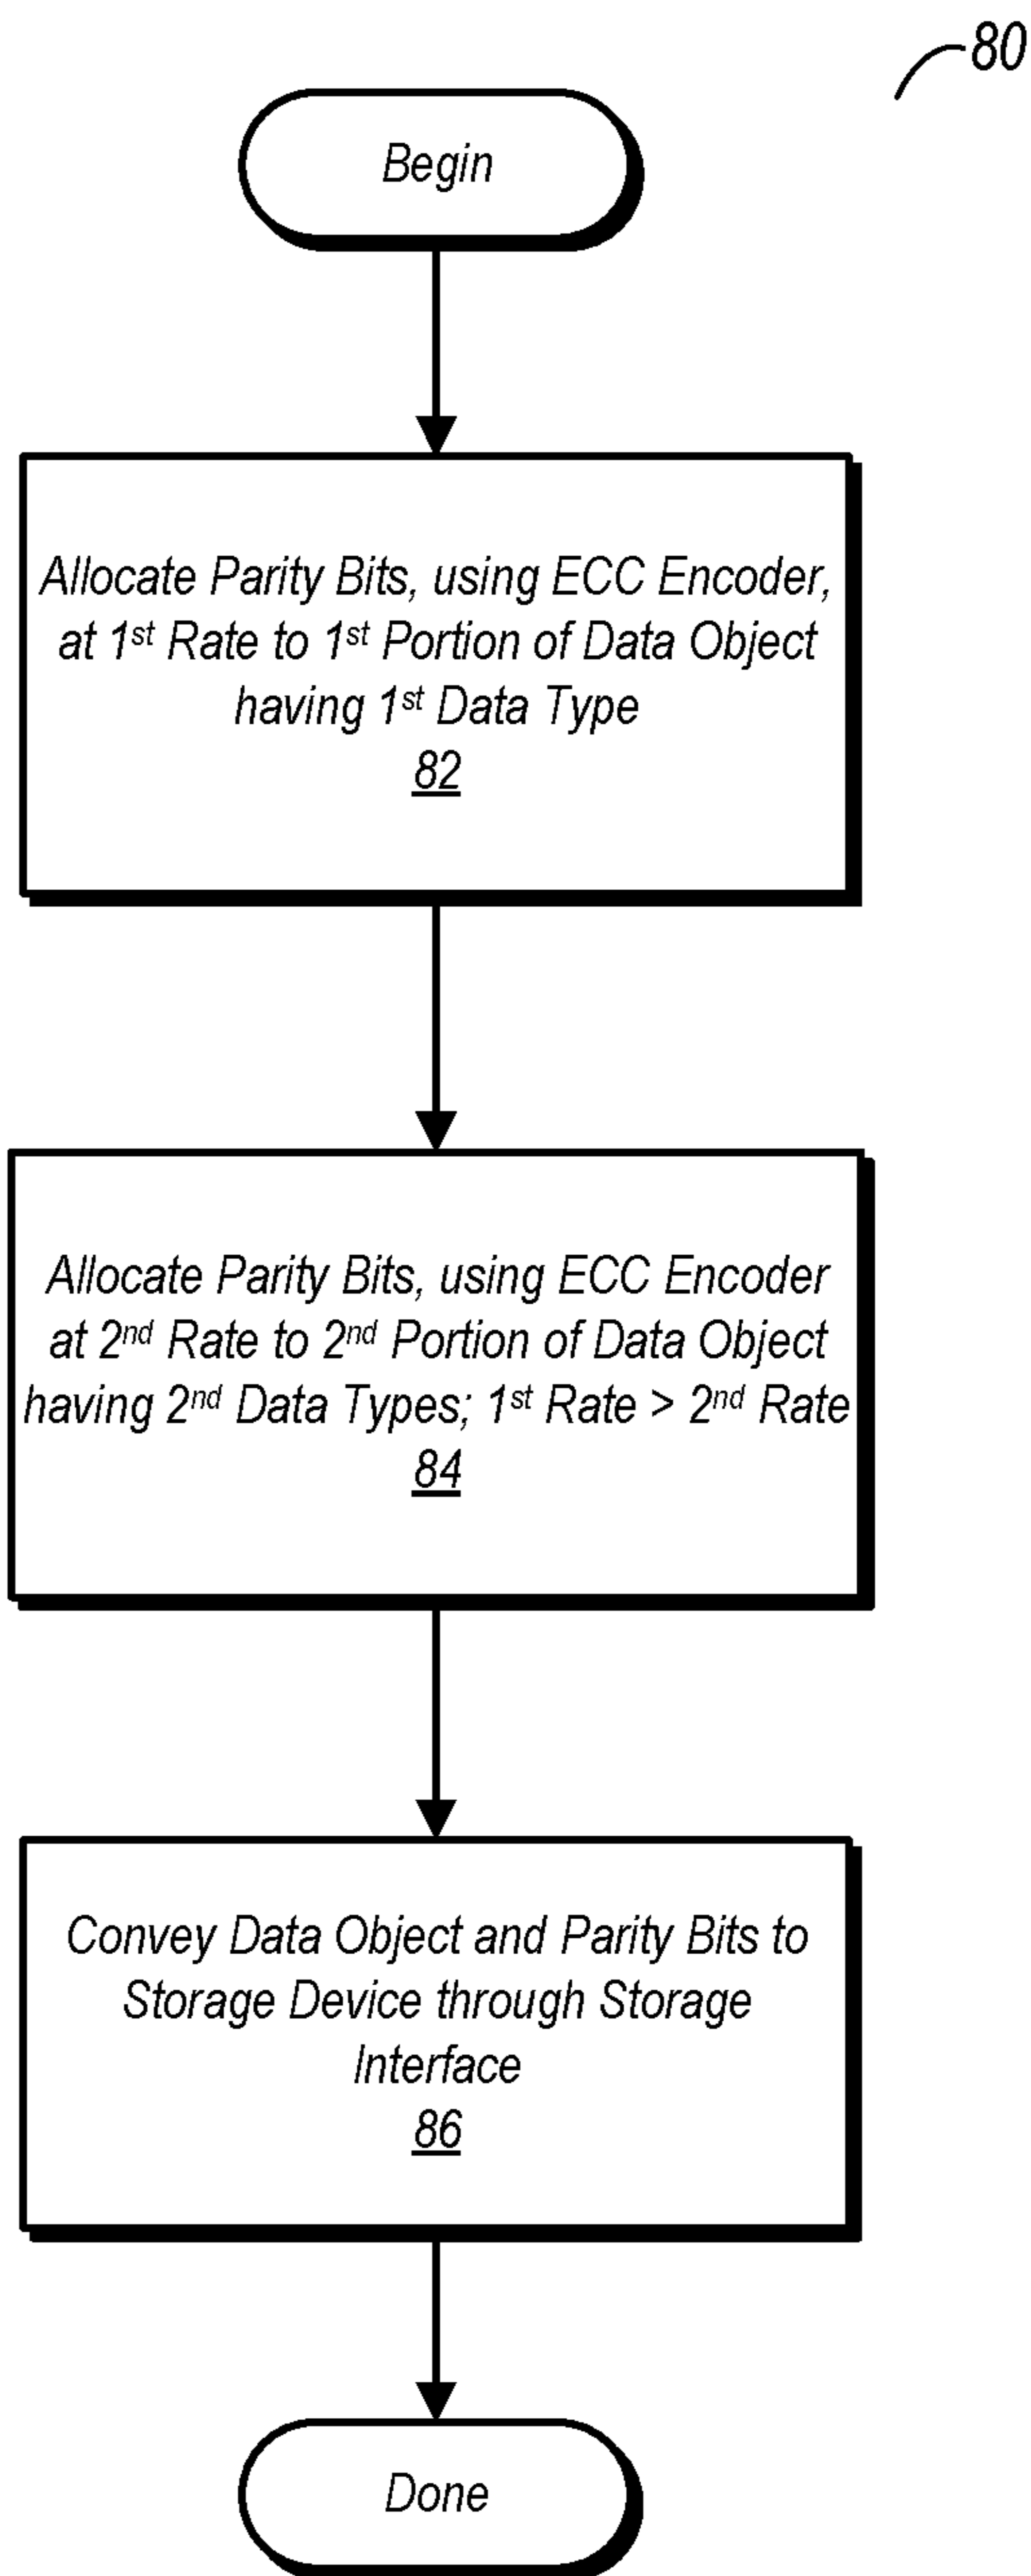 80
Begin
Allocate Parity Bits, using ECC Encoder,
at 1st Rate to 1st Portion of Data Object
having 1st Data Type
82
Allocate Parity Bits, using ECC Encoder
at 2nd Rate to 2nd Portion of Data Object
having 2nd Data Types; 1st Rate > 2nd Rate
84
Convey Data Object and Parity Bits to
Storage Device through Storage
Interface
86
Done